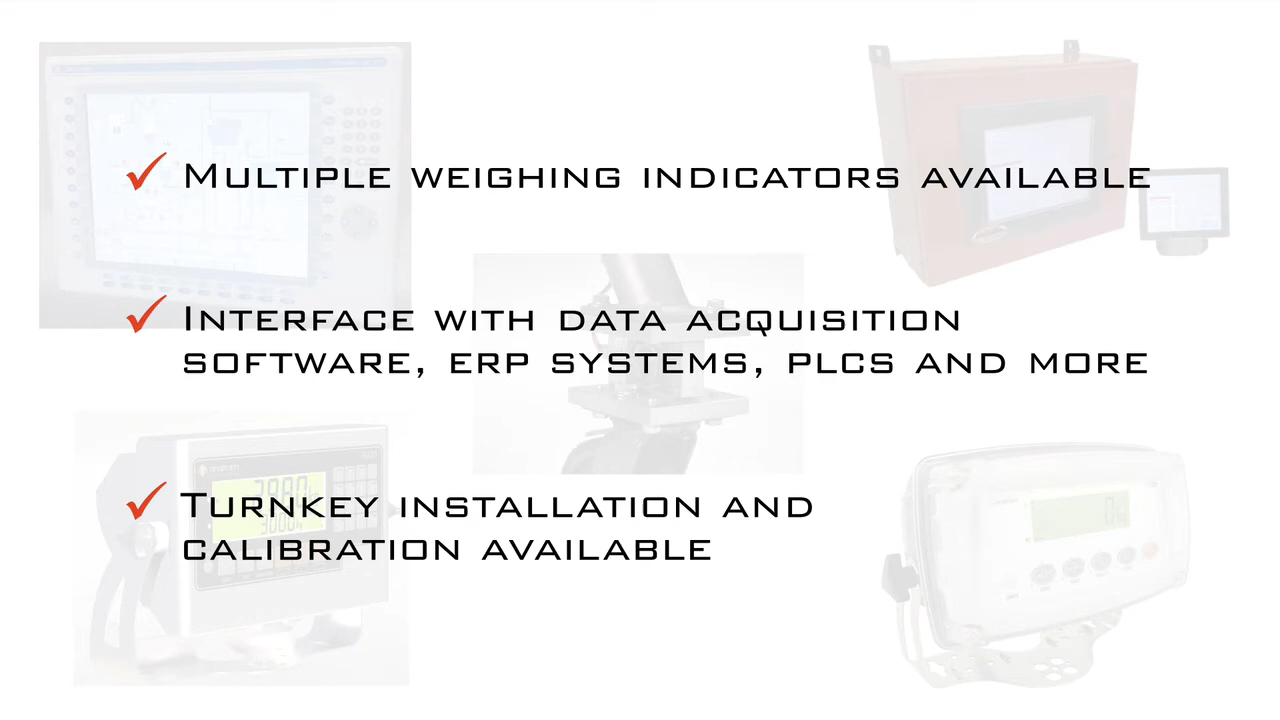 Multiple weighing indicators available
Interface with data acquisition
software, ERP systems, PLCs and more
Turnkey installation and
calibration available